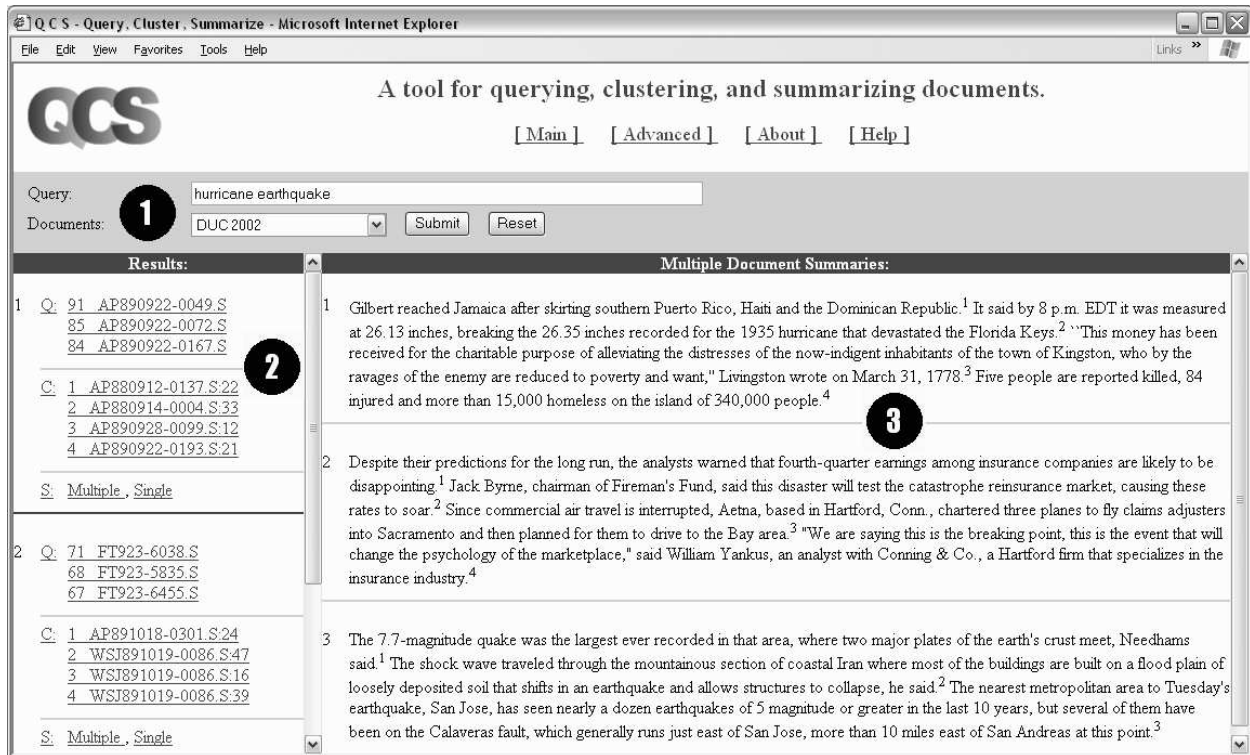 Q C S - Query, Cluster, Summarize - Microsoft Internet Explorer
File Edit View Favorites Tools Help
Links »
QCS
A tool for querying, clustering, and summarizing documents.
[ Main ] [ Advanced ] [ About ] [ Help ]
Query: hurricane earthquake
1
Documents: DUC 2002 Submit Reset
Results:
1 Q: 91 AP890922-0049.S
85 AP890922-0072.S
84 AP890922-0167.S
2
C: 1 AP880912-0137.S:22
2 AP880914-0004.S:33
3 AP890928-0099.S:12
4 AP890922-0193.S:21
S: Multiple , Single
2 Q: 71 FT923-6038.S
68 FT923-5835.S
67 FT923-6455.S
C: 1 AP891018-0301.S:24
2 WSJ891019-0086.S:47
3 WSJ891019-0086.S:16
4 WSJ891019-0086.S:39
S: Multiple , Single
Multiple Document Summaries:
1 Gilbert reached Jamaica after skirting southern Puerto Rico, Haiti and the Dominican Republic.1 It said by 8 p.m. EDT it was measured
at 26.13 inches, breaking the 26.35 inches recorded for the 1935 hurricane that devastated the Florida Keys.2 ``This money has been
received for the charitable purpose of alleviating the distresses of the now-indigent inhabitants of the town of Kingston, who by the
ravages of the enemy are reduced to poverty and want," Livingston wrote on March 31, 1778.3 Five people are reported killed, 84
injured and more than 15,000 homeless on the island of 340,000 people.4
3
2 Despite their predictions for the long run, the analysts warned that fourth-quarter earnings among insurance companies are likely to be
disappointing.1 Jack Byrne, chairman of Fireman's Fund, said this disaster will test the catastrophe reinsurance market, causing these
rates to soar.2 Since commercial air travel is interrupted, Aetna, based in Hartford, Conn., chartered three planes to fly claims adjusters
into Sacramento and then planned for them to drive to the Bay area.3 "We are saying this is the breaking point, this is the event that will
change the psychology of the marketplace," said William Yankus, an analyst with Conning & Co., a Hartford firm that specializes in the
insurance industry.4
3 The 7.7-magnitude quake was the largest ever recorded in that area, where two major plates of the earth's crust meet, Needhams
said.1 The shock wave traveled through the mountainous section of coastal Iran where most of the buildings are built on a flood plain of
loosely deposited soil that shifts in an earthquake and allows structures to collapse, he said.2 The nearest metropolitan area to Tuesday's
earthquake, San Jose, has seen nearly a dozen earthquakes of 5 magnitude or greater in the last 10 years, but several of them have
been on the Calaveras fault, which generally runs just east of San Jose, more than 10 miles east of San Andreas at this point.3